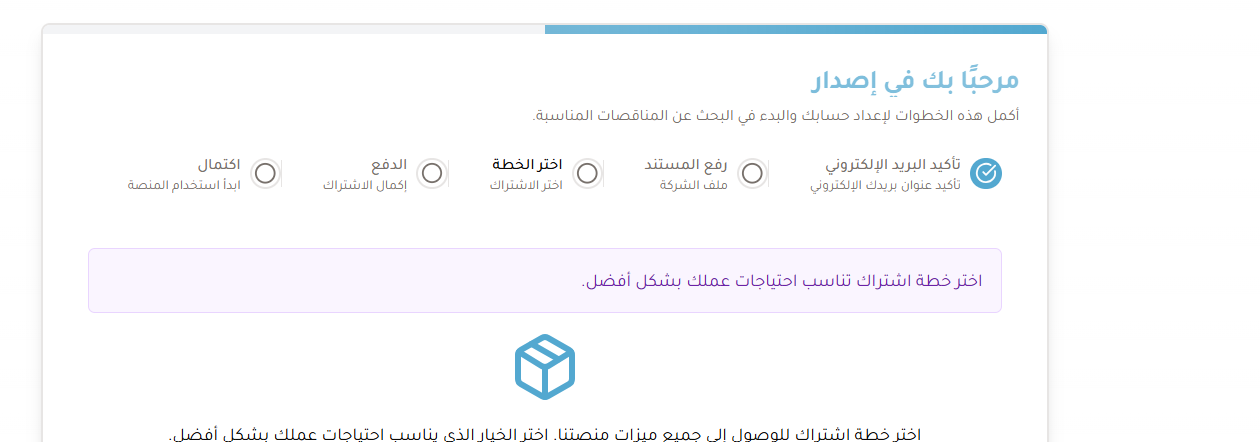 مرحبًا بك في إصدار
أكمل هذه الخطوات لإعداد حسابك والبدء في البحث عن المناقصات المناسبة.
تأكيد البريد الإلكتروني
تأكيد عنوان بريدك الإلكتروني
رفع المستند
ملف الشركة
اختر الخطة
اختر الاشتراك
الدفع
إكمال الاشتراك
اكتمال
ابدأ استخدام المنصة
اختر خطة اشتراك تناسب احتياجات عملك بشكل أفضل.
اختر خطة اشتراك للوصول إلى جميع ميزات منصتنا. اختر الخيار الذي يناسب احتياجات عملك بشكل أفضل.